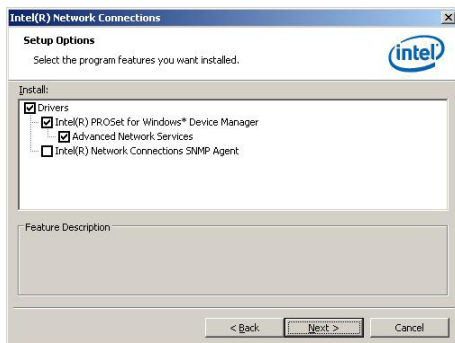 Intel(R) Network Connections
Setup Options
Select the program features you want installed.
intel
Install:
Drivers
Intel(R) PROSet for Windows* Device Manager
Advanced Network Services
Intel(R) Network Connections SNMP Agent
Feature Description
< Back
Next >
Cancel